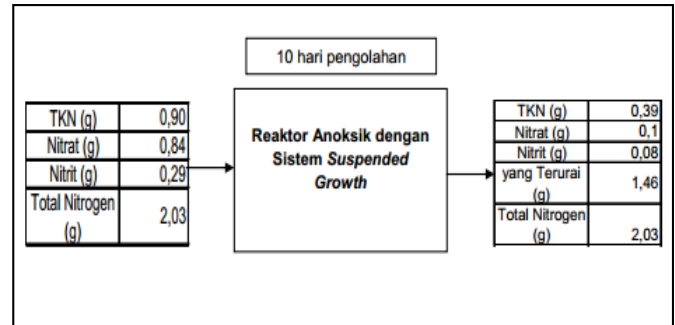 10 hari pengolahan
TKN (g) 0,90
Nitrat (g) 0,84
Nitrit (g) 0,29
Total Nitrogen
(g) 2,03
Reaktor Anoksik dengan
Sistem Suspended
Growth
TKN (g) 0,39
Nitrat (g) 0,1
Nitrit (g) 0,08
yang Terurai
(g) 1,46
Total Nitrogen
(g) 2,03